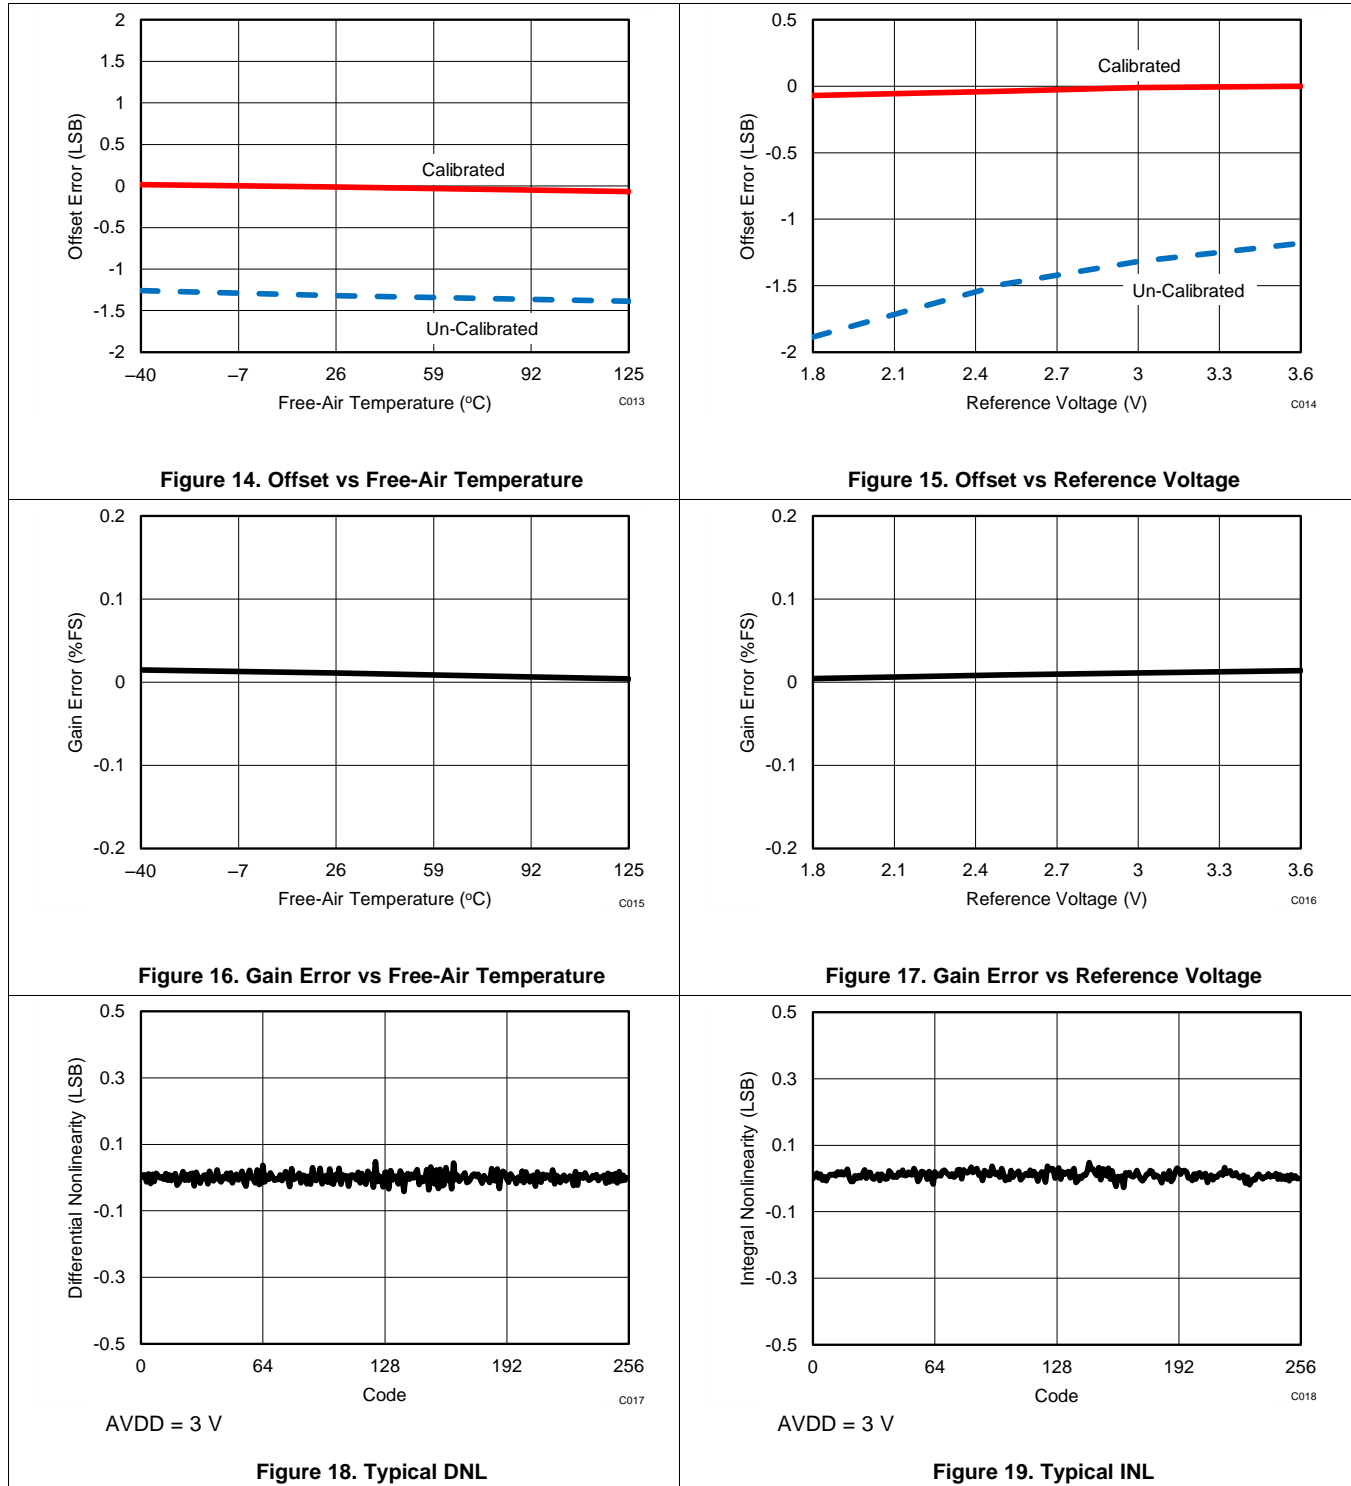 2
1.5
1
0.5
0
-0.5
-1
-1.5
-2
Offset Error (LSB)
Calibrated
Un-Calibrated
–40 –7 26 59 92 125
Free-Air Temperature (ºC)
C013
Figure 14. Offset vs Free-Air Temperature
0.5
0
-0.5
-1
-1.5
-2
Offset Error (LSB)
Calibrated
Un-Calibrated
1.8 2.1 2.4 2.7 3 3.3 3.6
Reference Voltage (V)
C014
Figure 15. Offset vs Reference Voltage
0.2
0.1
0
-0.1
-0.2
Gain Error (%FS)
–40 –7 26 59 92 125
Free-Air Temperature (ºC)
C015
Figure 16. Gain Error vs Free-Air Temperature
0.2
0.1
0
-0.1
-0.2
Gain Error (%FS)
1.8 2.1 2.4 2.7 3 3.3 3.6
Reference Voltage (V)
C016
Figure 17. Gain Error vs Reference Voltage
0.5
0.3
0.1
-0.1
-0.3
-0.5
Differential Nonlinearity (LSB)
0 64 128 192 256
Code
C017
AVDD = 3 V
Figure 18. Typical DNL
0.5
0.3
0.1
-0.1
-0.3
-0.5
Integral Nonlinearity (LSB)
0 64 128 192 256
Code
C018
AVDD = 3 V
Figure 19. Typical INL